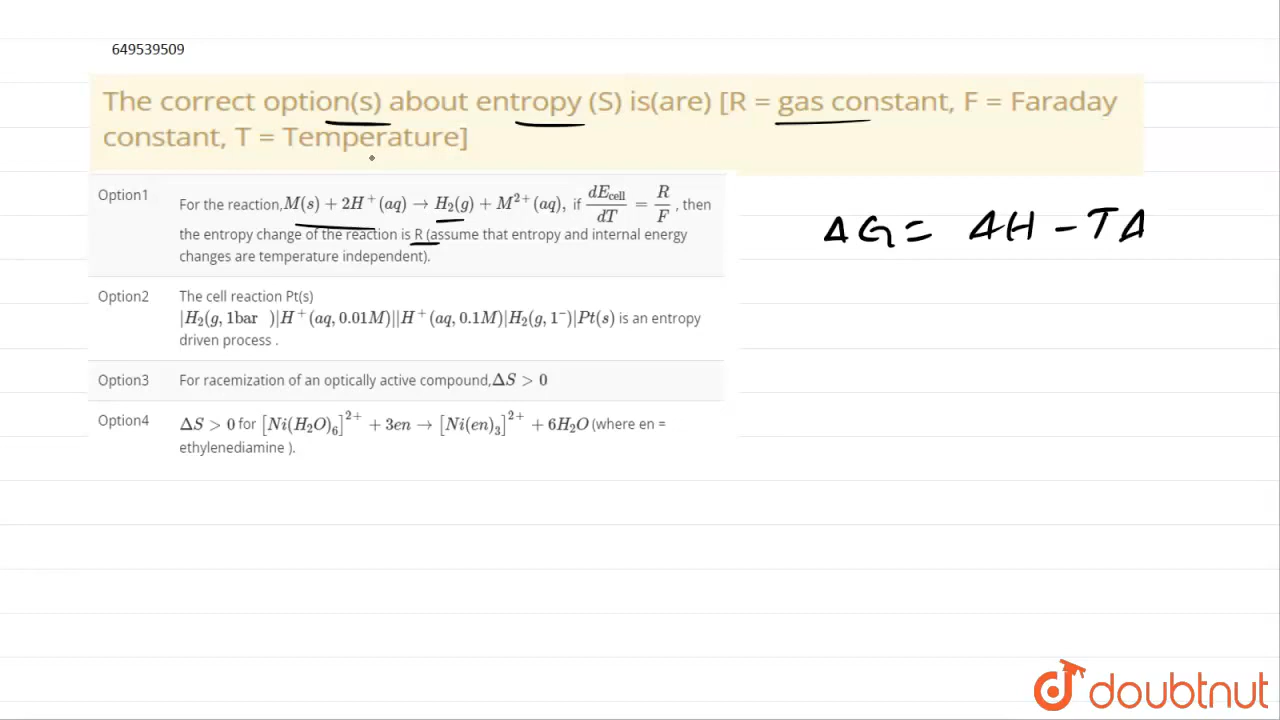 649539509
The correct option(s) about entropy (S) is(are) [R = gas constant, F = Faraday
constant, T = Temperature]
Option1 For the reaction,M(s) + 2H⁺(aq) → H₂(g) + M²⁺(aq), if dE_cell/dT = R/F , then
the entropy change of the reaction is R (assume that entropy and internal energy
changes are temperature independent).
ΔG = ΔH - TΔ
Option2 The cell reaction Pt(s)
|H₂(g, 1bar )|H⁺(aq, 0.01M)||H⁺(aq, 0.1M)|H₂(g, 1⁻)|Pt(s) is an entropy
driven process .
Option3 For racemization of an optically active compound,ΔS > 0
Option4 ΔS > 0 for [Ni(H₂O)₆]²⁺ + 3en → [Ni(en)₃]²⁺ + 6H₂O (where en =
ethylenediamine ).
doubtnut